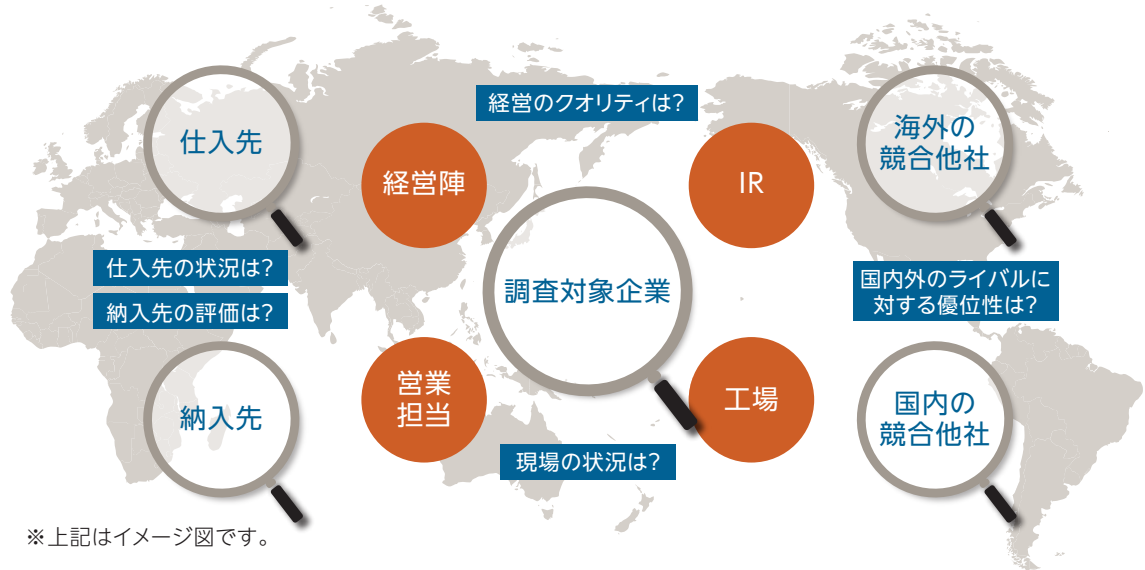 経営のクオリティは?
仕入先
経営陣
IR
海外の
競合他社
仕入先の状況は?
納入先の評価は?
調査対象企業
国内外のライバルに
対する優位性は?
納入先
営業
担当
工場
国内の
競合他社
現場の状況は?
※上記はイメージ図です。